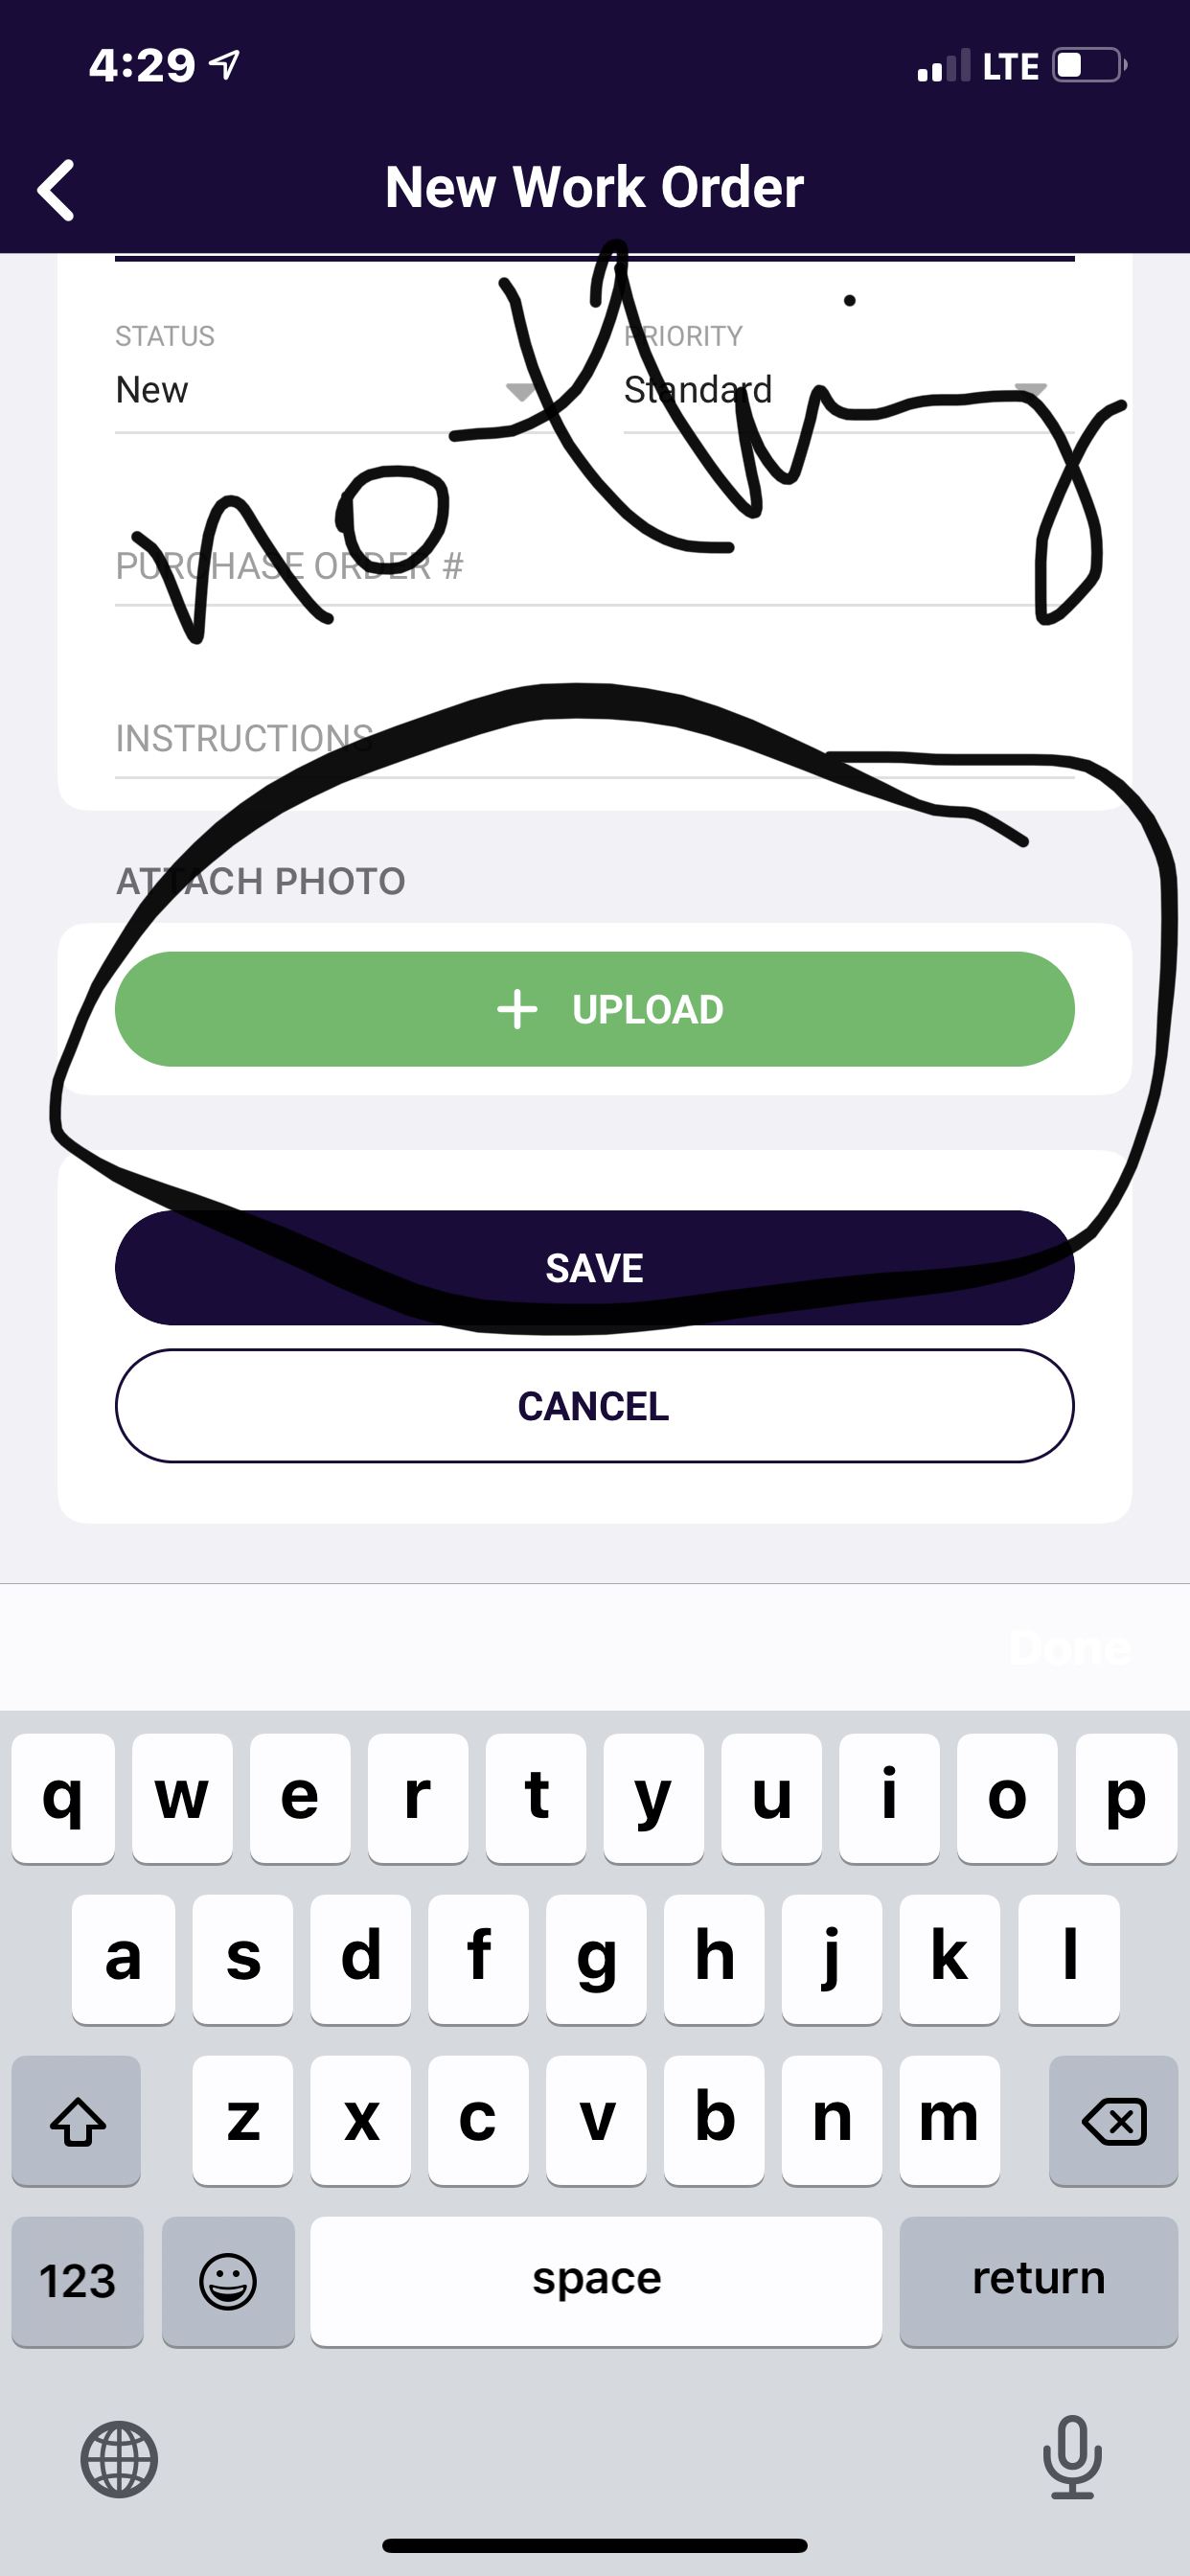 4:29 LTE
New Work Order
STATUS PRIORITY
New Standard
nothing
PURCHASE ORDER #
INSTRUCTIONS
ATTACH PHOTO
+ UPLOAD
SAVE
CANCEL
Done
q w e r t y u i o p
a s d f g h j k l
z x c v b n m
123 space return